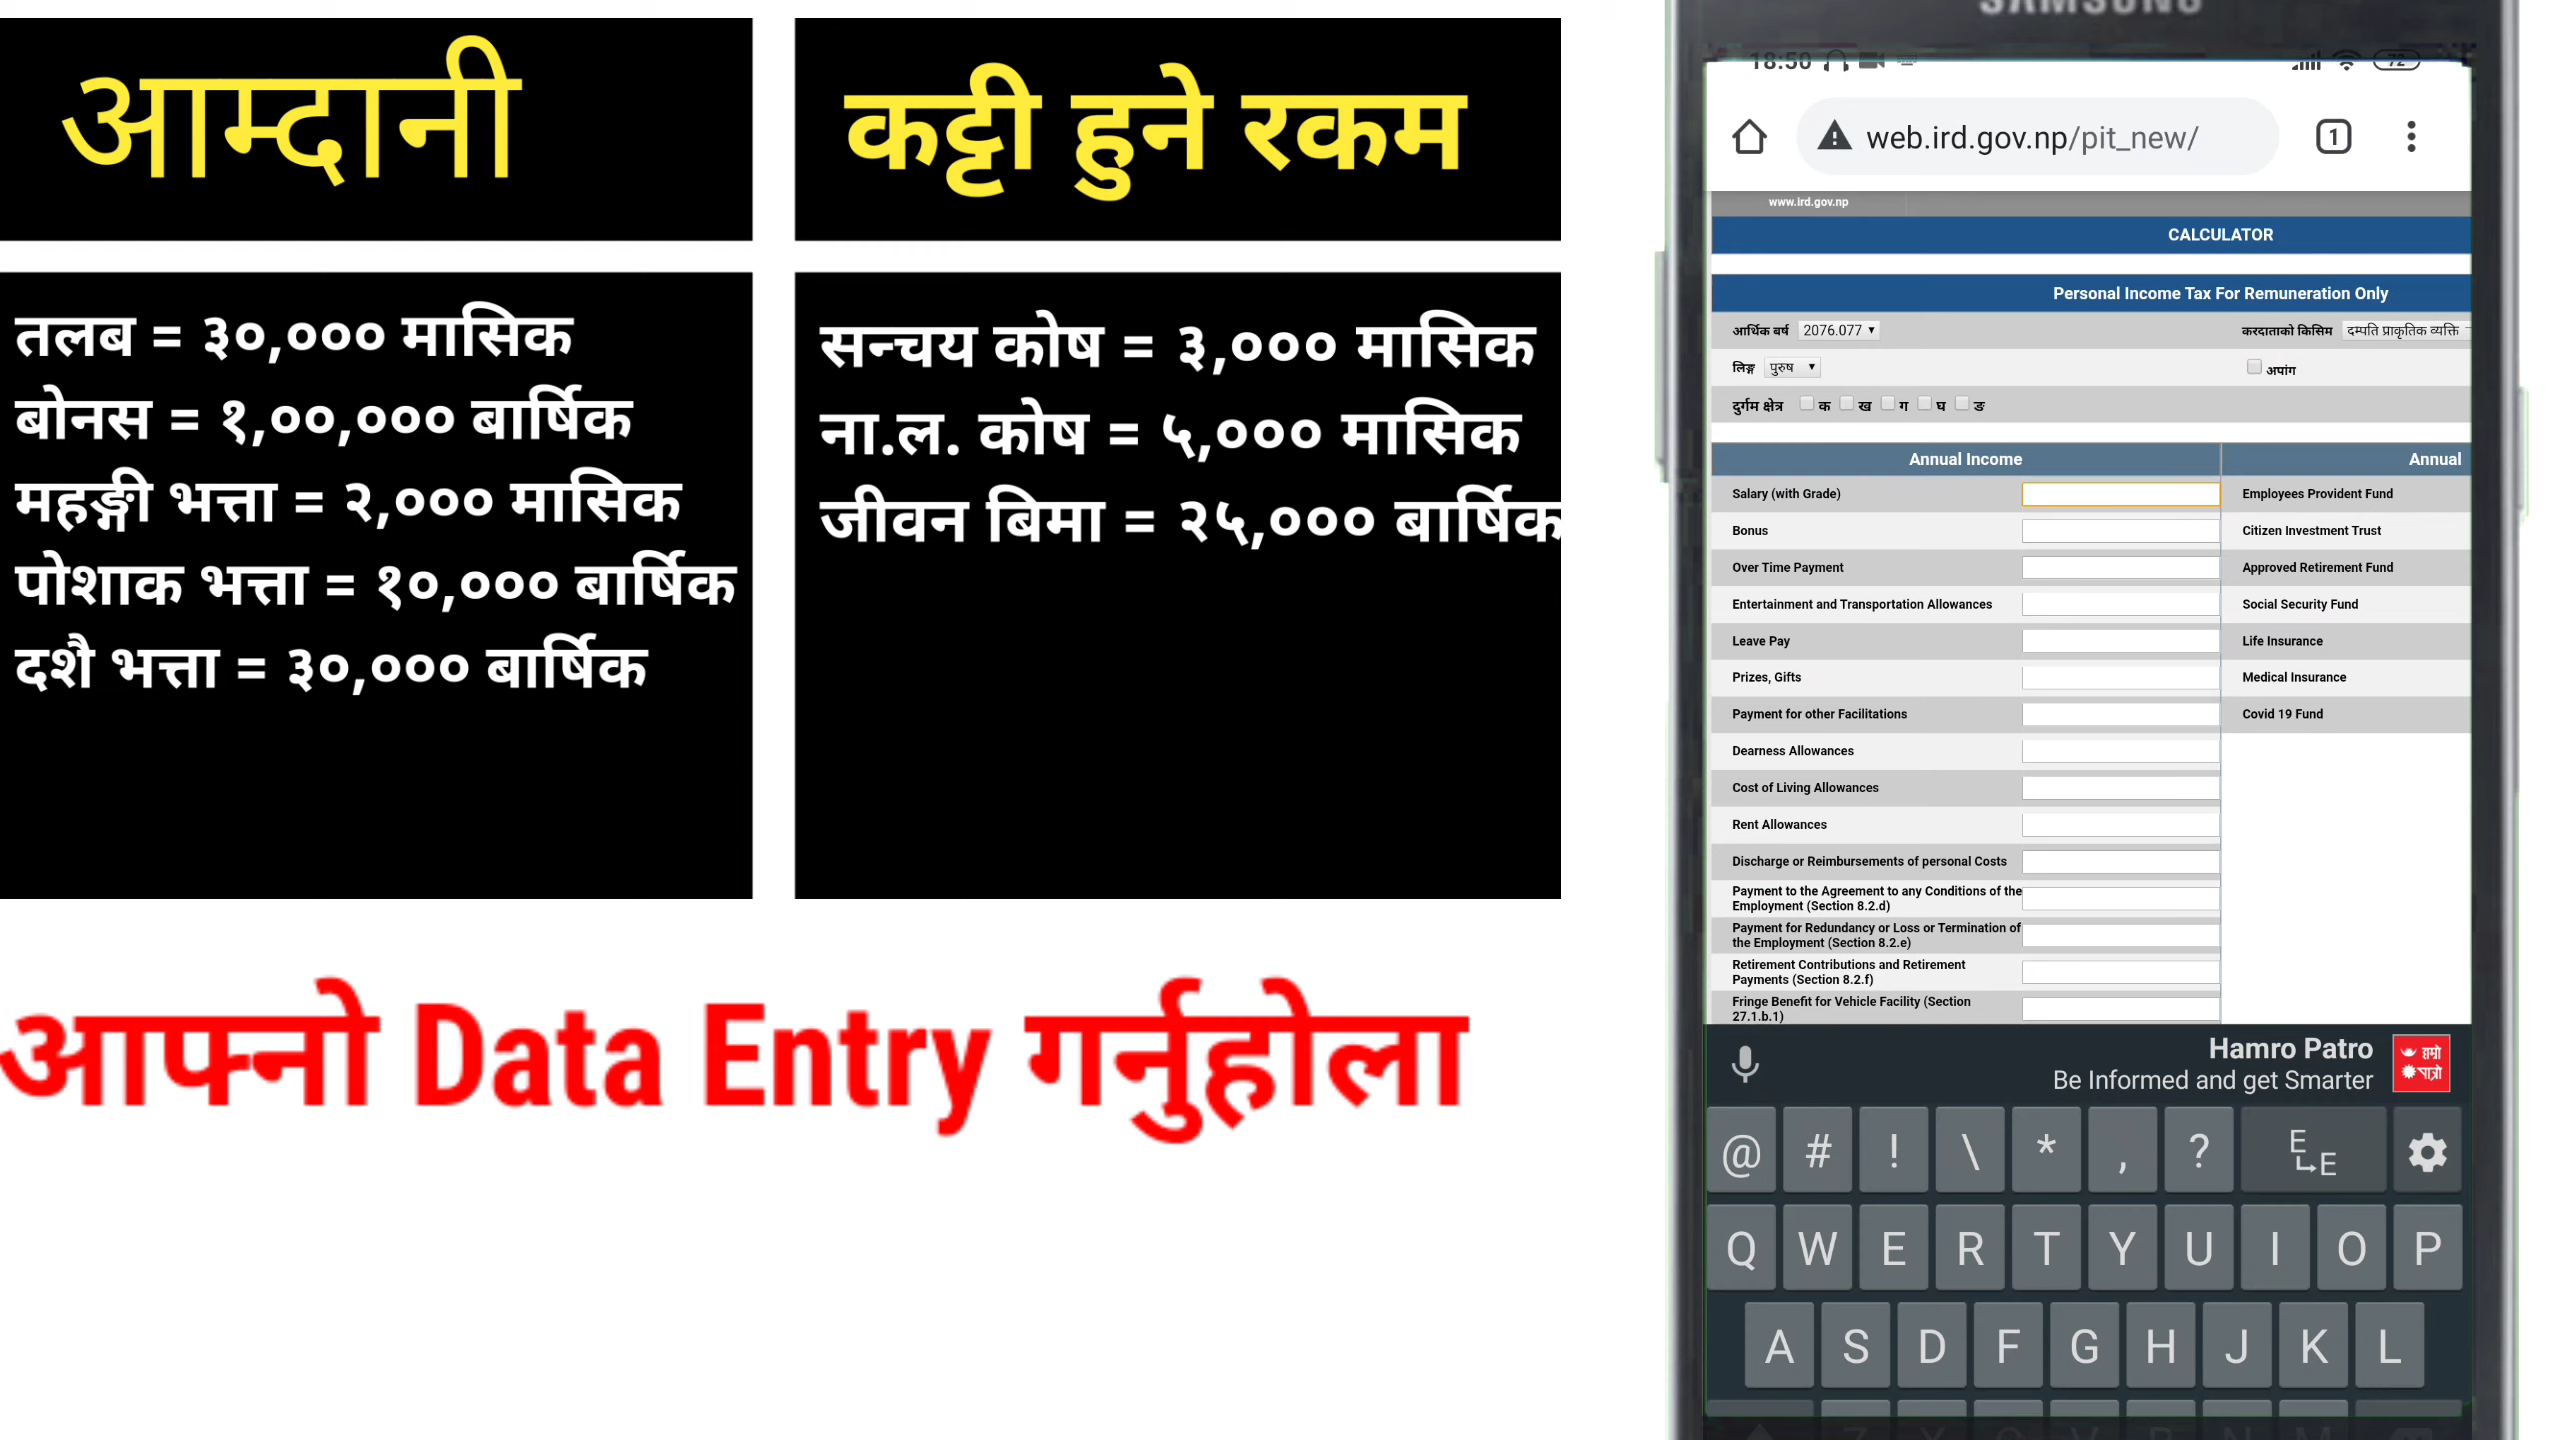 आम्दानी
कट्टी हुने रकम
तलब = ३०,००० मासिक
बोनस = १,००,००० बार्षिक
महङ्गी भत्ता = २,००० मासिक
पोशाक भत्ता = १०,००० बार्षिक
दशै भत्ता = ३०,००० बार्षिक
सन्चय कोष = ३,००० मासिक
ना.ल. कोष = ५,००० मासिक
जीवन बिमा = २५,००० बार्षिक
आफ्नो Data Entry गर्नुहोला
SAMSUNG
18:50
72
web.ird.gov.np/pit_new/
1
www.ird.gov.np
CALCULATOR
Personal Income Tax For Remuneration Only
आर्थिक बर्ष 2076.077 करदाताको किसिम दम्पति प्राकृतिक व्यक्ति
लिङ्ग पुरुष अपांग
दुर्गम क्षेत्र क ख ग घ ङ
Annual Income Annual
Salary (with Grade) Employees Provident Fund
Bonus Citizen Investment Trust
Over Time Payment Approved Retirement Fund
Entertainment and Transportation Allowances Social Security Fund
Leave Pay Life Insurance
Prizes, Gifts Medical Insurance
Payment for other Facilitations Covid 19 Fund
Dearness Allowances
Cost of Living Allowances
Rent Allowances
Discharge or Reimbursements of personal Costs
Payment to the Agreement to any Conditions of the
Employment (Section 8.2.d)
Payment for Redundancy or Loss or Termination of
the Employment (Section 8.2.e)
Retirement Contributions and Retirement
Payments (Section 8.2.f)
Fringe Benefit for Vehicle Facility (Section
27.1.b.1)
Hamro Patro
Be Informed and get Smarter
हाम्रो
पात्रो
@ # ! \ * , ? E E
Q W E R T Y U I O P
A S D F G H J K L
Z X C V B N M